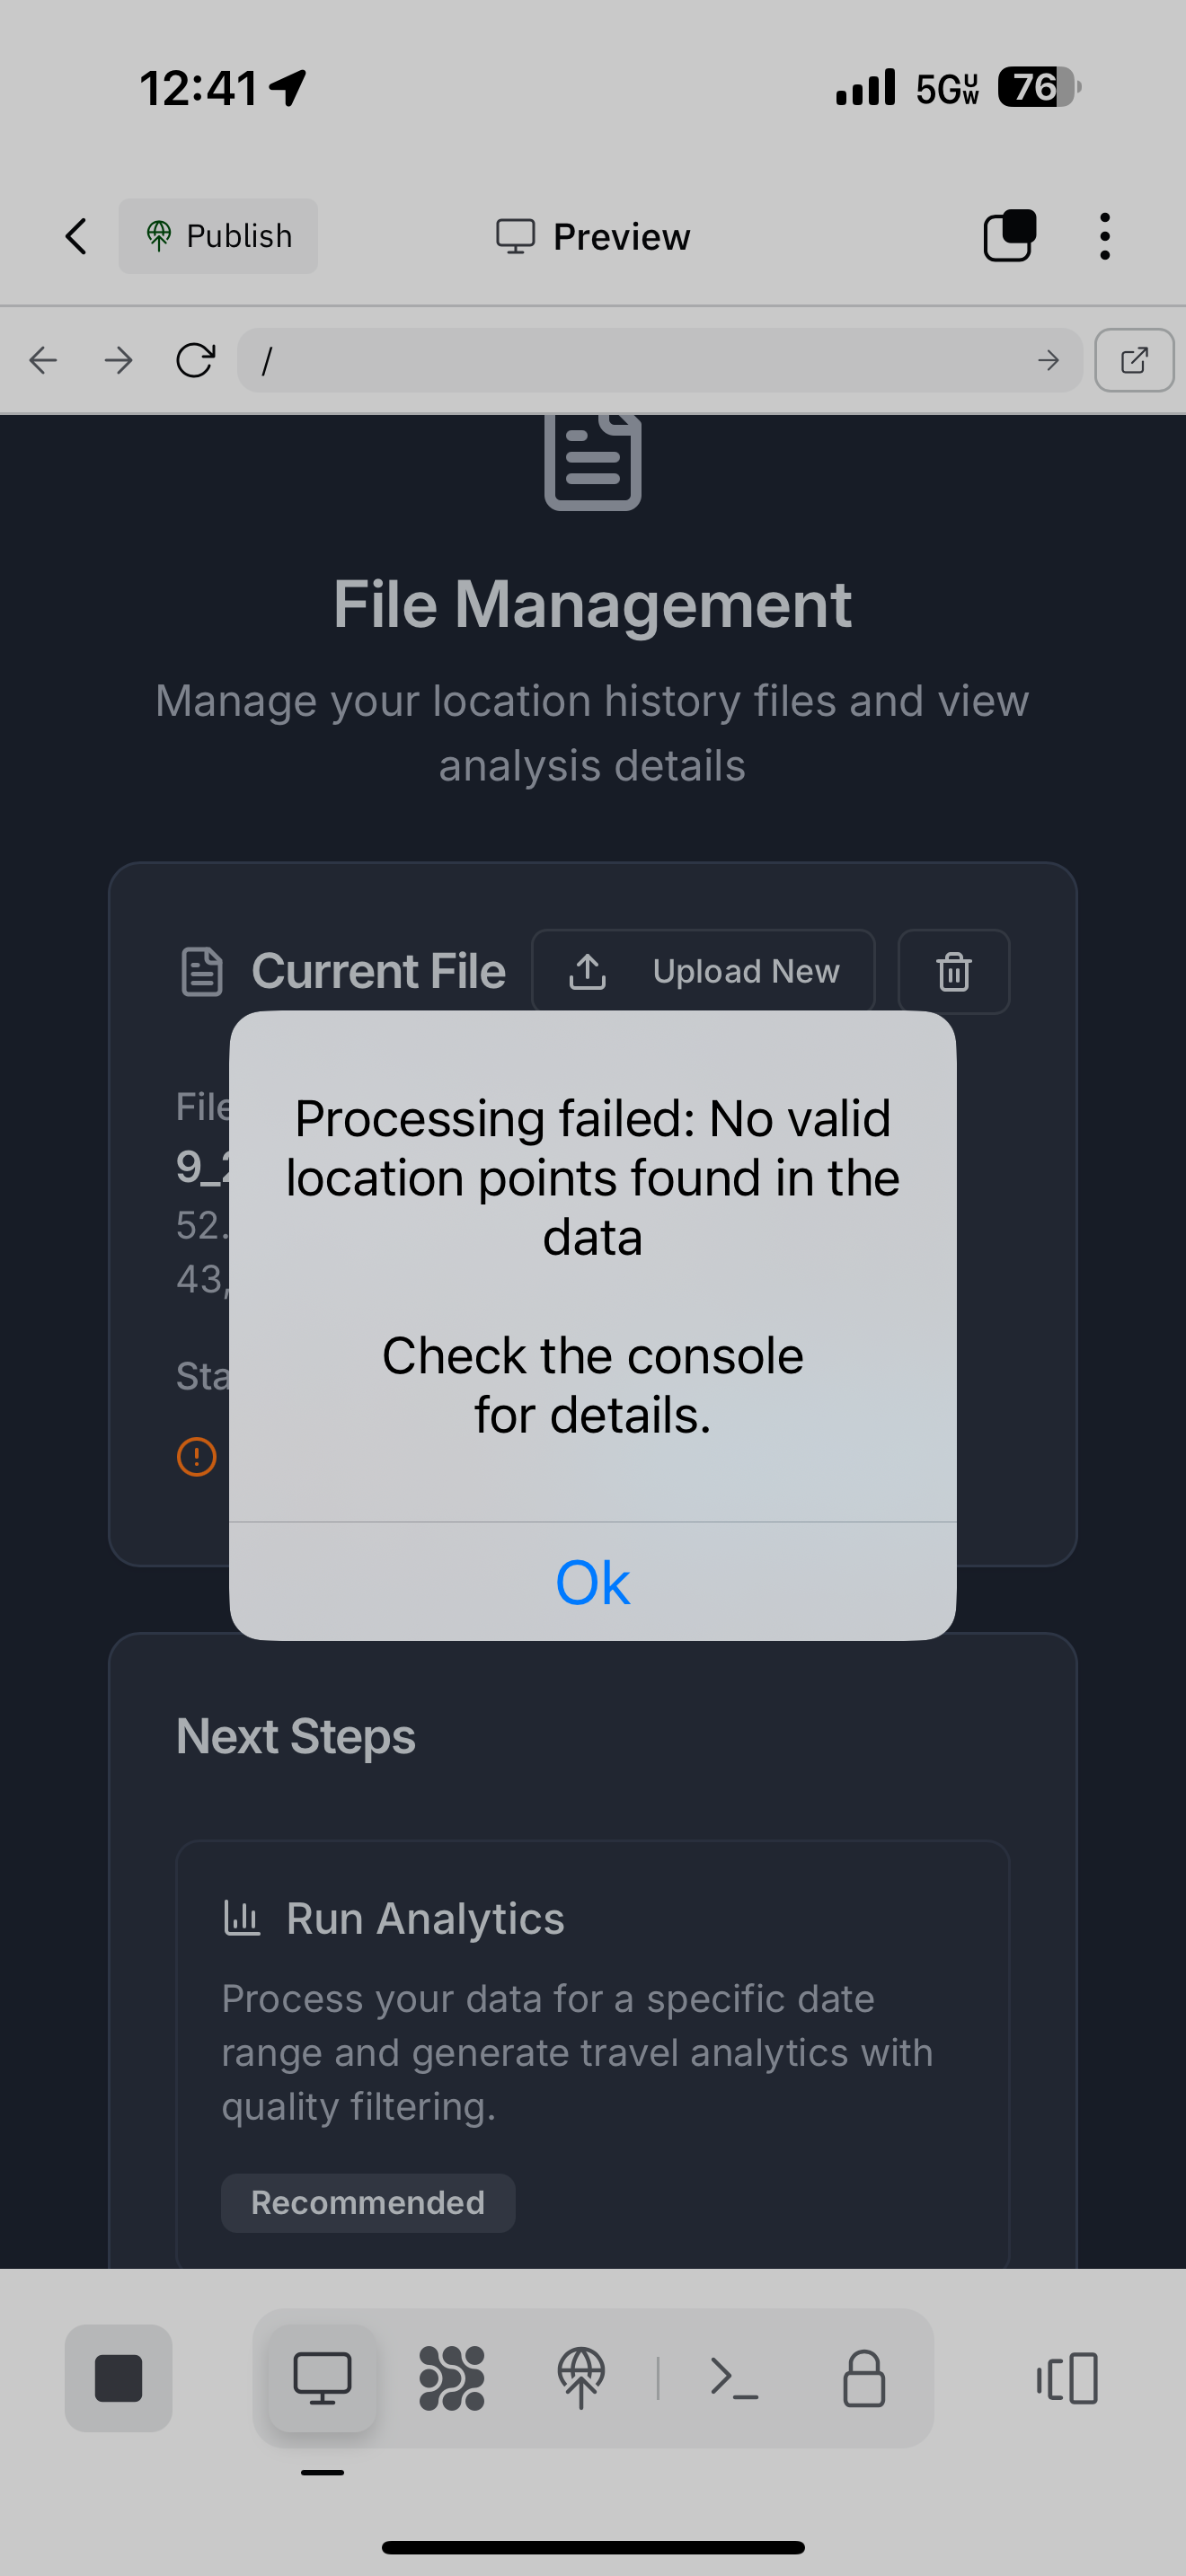 12:41
5G UW 76
Publish
Preview
/
File Management
Manage your location history files and view
analysis details
Current File
Upload New
File
52.
43,
Processing failed: No valid
location points found in the
data
Check the console
for details.
Ok
Next Steps
Run Analytics
Process your data for a specific date
range and generate travel analytics with
quality filtering.
Recommended